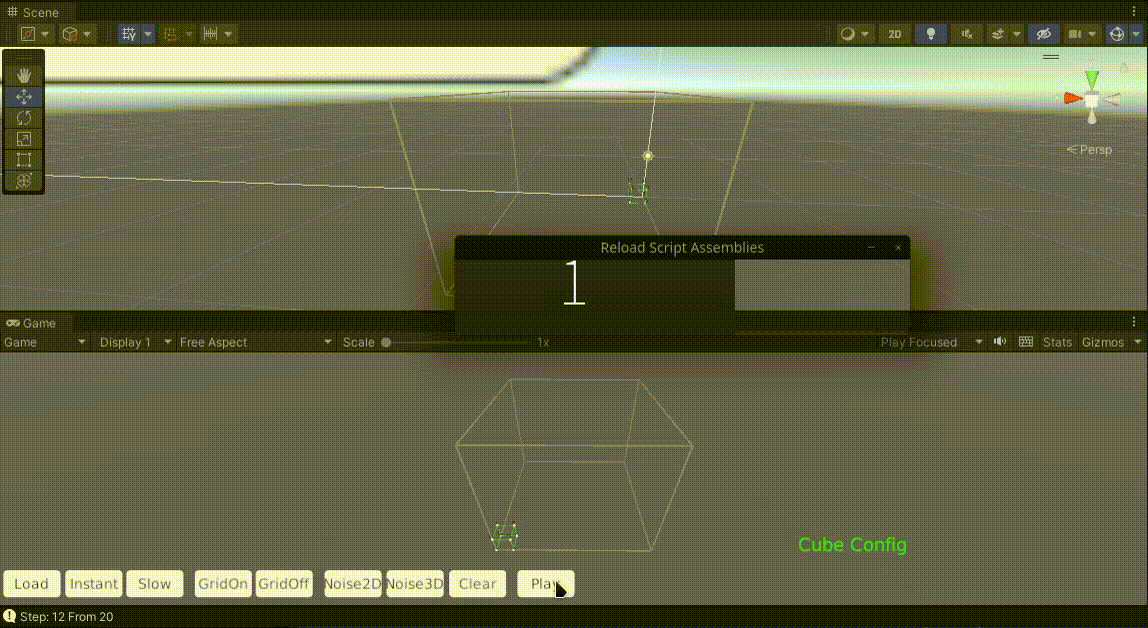 Scene
2D
Persp
Reload Script Assemblies
1
Game
Game Display 1 Free Aspect Scale 1x Play Focused Stats Gizmos
Cube Config
Load Instant Slow GridOn GridOff Noise2D Noise3D Clear Play
Step: 12 From 20